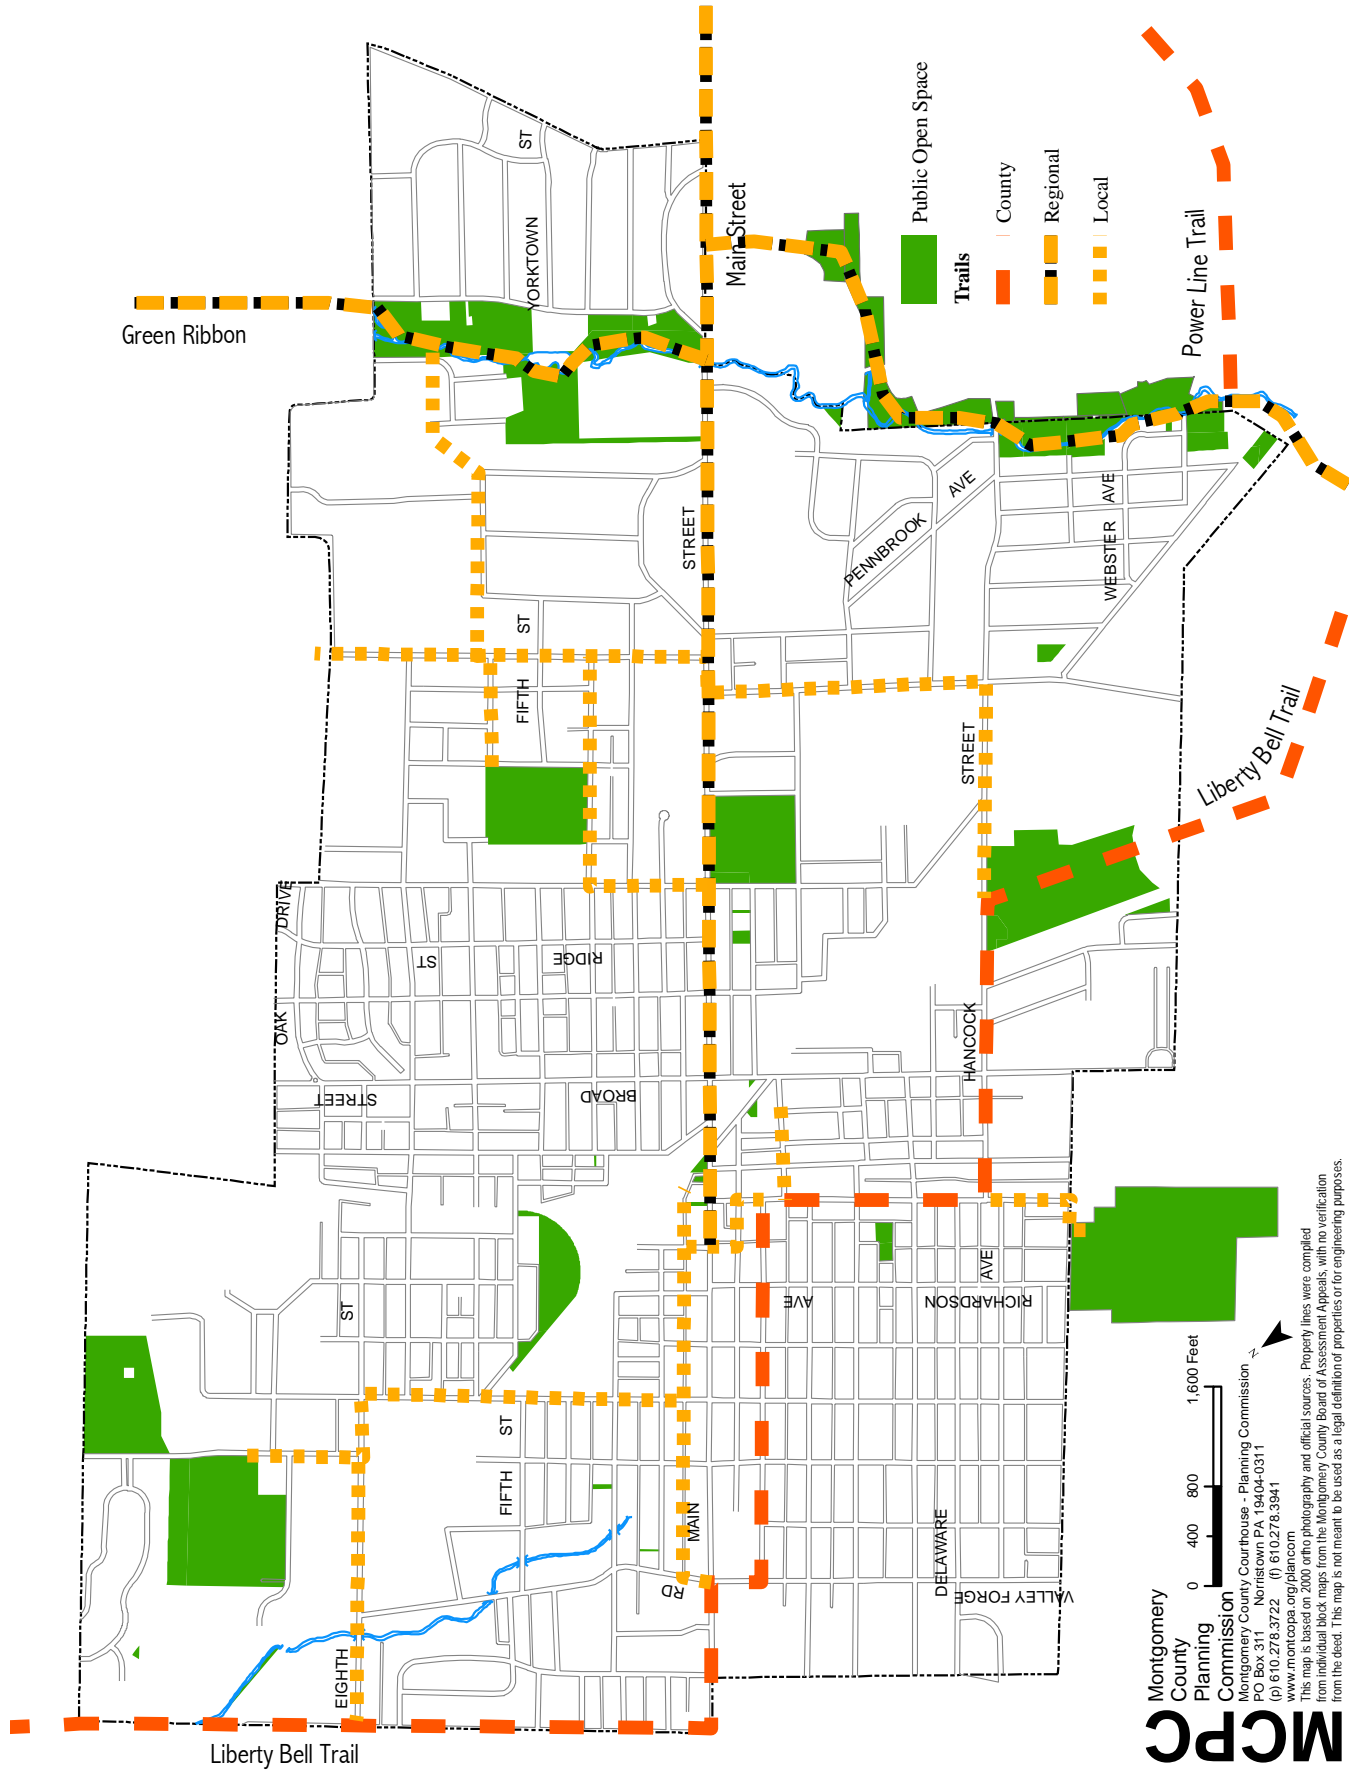 Green Ribbon
Main Street
Public Open Space
Trails
County
Regional
Local
Power Line Trail
Liberty Bell Trail
YORKTOWN ST
STREET
PENNBROOK AVE
WEBSTER AVE
FIFTH ST
STREET
OAK DRIVE
RIDGE ST
BROAD STREET
HANCOCK
ST
AVE
RICHARDSON AVE
FIFTH ST
MAIN
RD
VALLEY FORGE
DELAWARE
EIGHTH
Liberty Bell Trail
0 400 800 1,600 Feet
N
MCPC
Montgomery
County
Planning
Commission
Montgomery County Courthouse - Planning Commission
PO Box 311 Norristown PA 19404-0311
(p) 610.278.3722 (f) 610.278.3941
www.montcopa.org/plancom
This map is based on 2000 ortho photography and official sources. Property lines were compiled
from individual block maps from the Montgomery County Board of Assessment Appeals, with no verification
from the deed. This map is not meant to be used as a legal definition of properties or for engineering purposes.